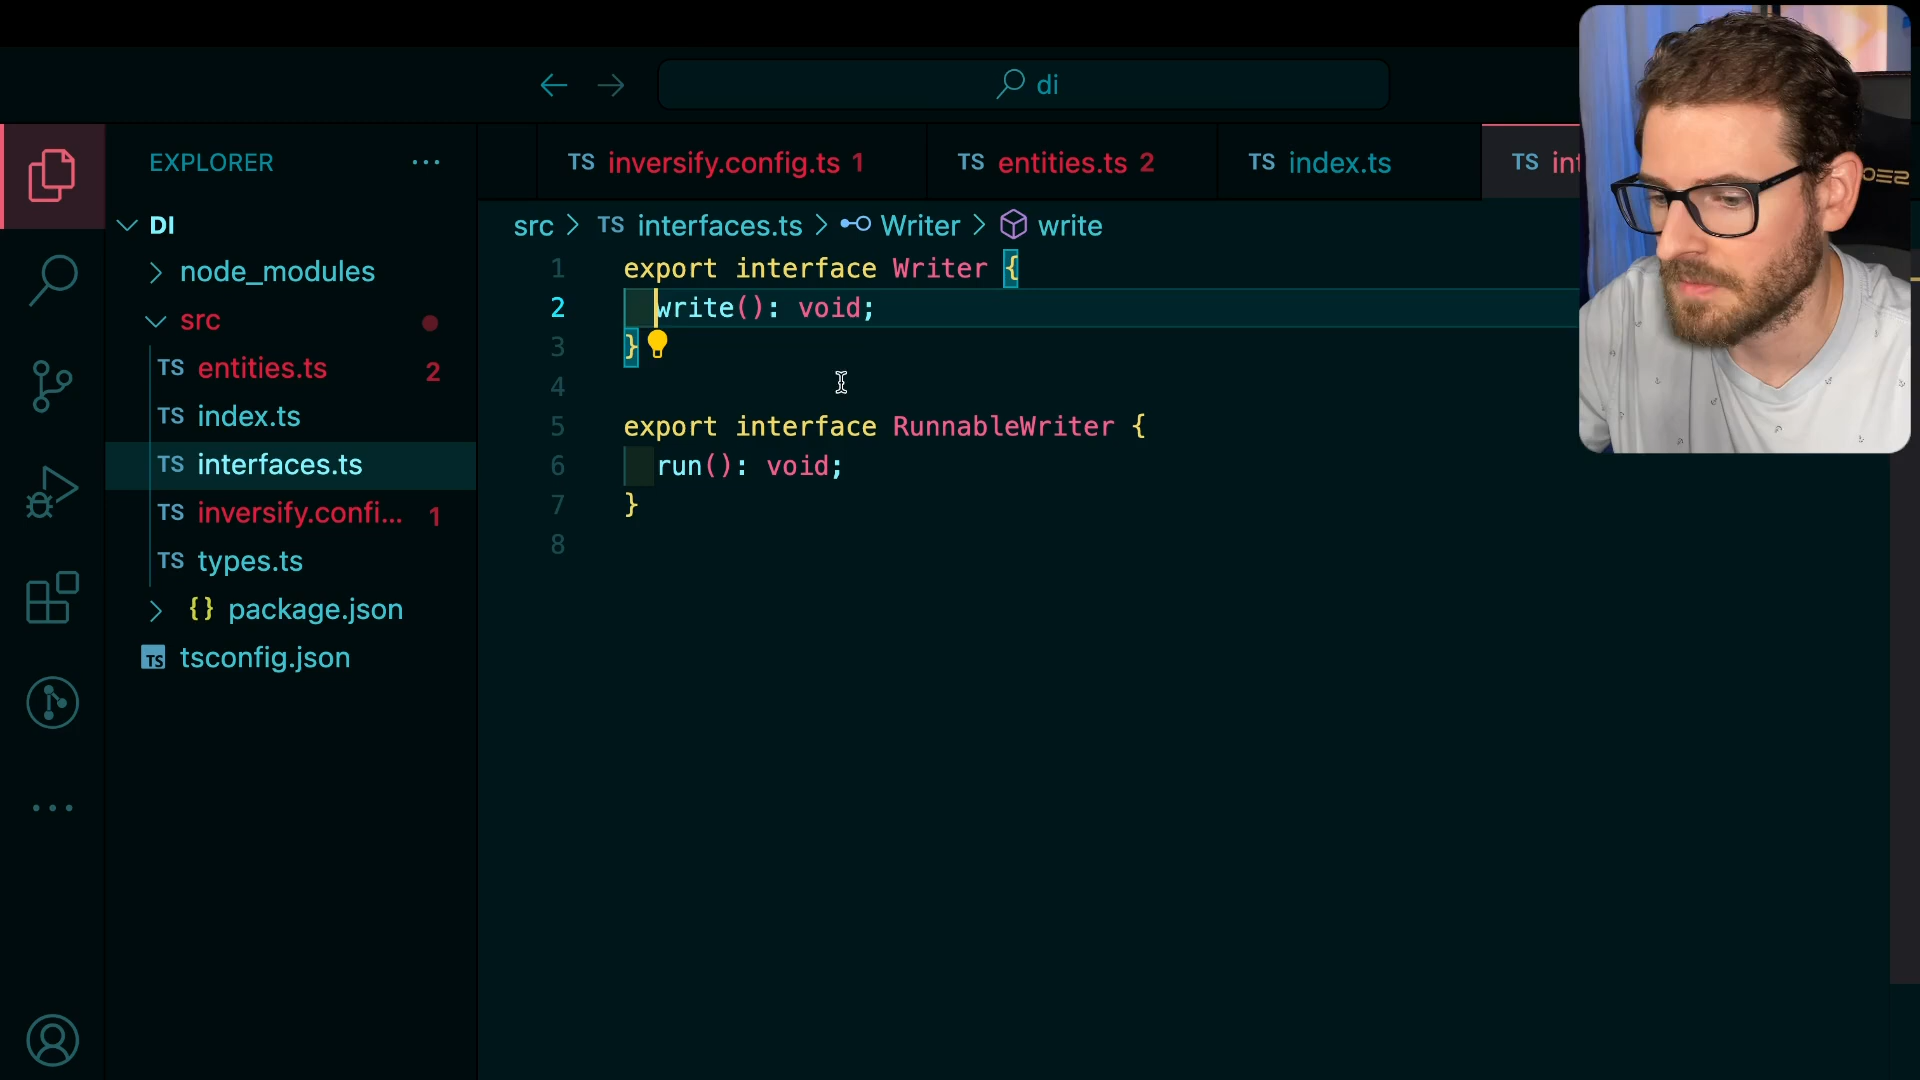 di
EXPLORER
DI
node_modules
src
TS entities.ts 2
TS index.ts
TS interfaces.ts
TS inversify.confi... 1
TS types.ts
{} package.json
TS tsconfig.json
TS inversify.config.ts 1
TS entities.ts 2
TS index.ts
TS int
src > TS interfaces.ts > Writer > write
1 export interface Writer {
2 write(): void;
3 }
4
5 export interface RunnableWriter {
6 run(): void;
7 }
8